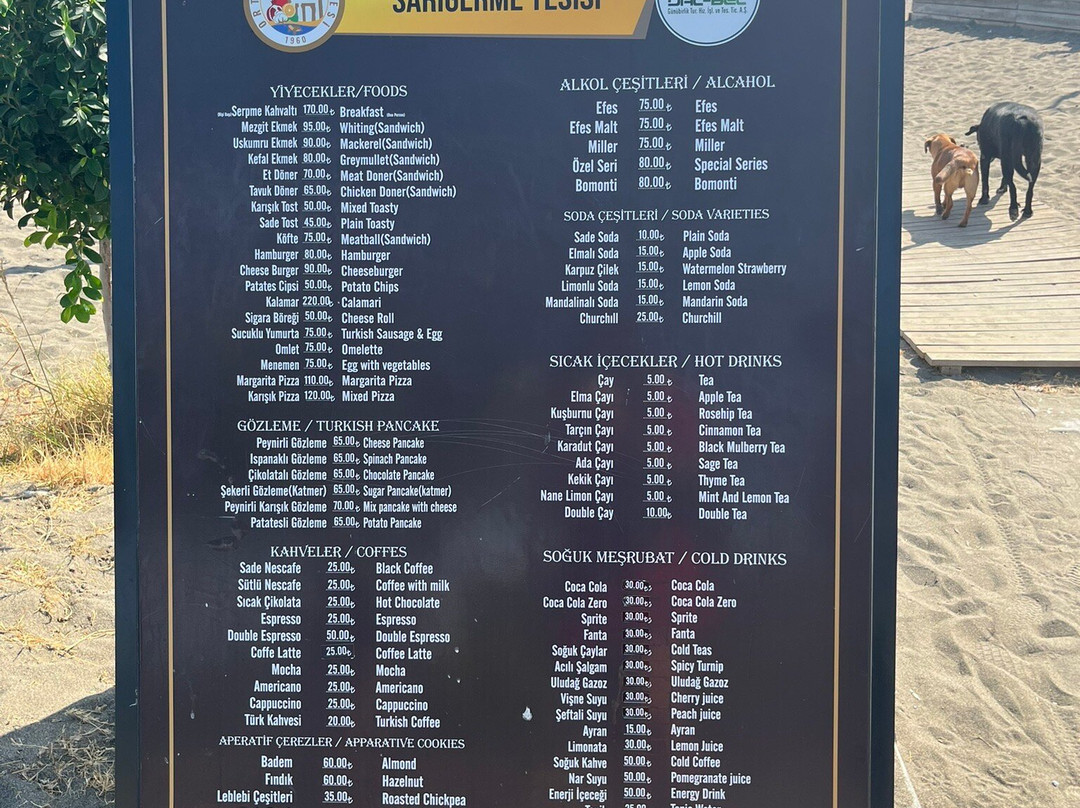 SARIGERME TESİSİ
1960
Günübirlik Tur. Hiz. İşl. ve Tes. Tic. A.Ş.
YİYECEKLER/FOODS
Serpme Kahvaltı 170.00₺ Breakfast
Mezgit Ekmek 95.00₺ Whiting(Sandwich)
Uskumru Ekmek 90.00₺ Mackerel(Sandwich)
Kefal Ekmek 80.00₺ Greymullet(Sandwich)
Et Döner 70.00₺ Meat Doner(Sandwich)
Tavuk Döner 65.00₺ Chicken Doner(Sandwich)
Karışık Tost 50.00₺ Mixed Toasty
Sade Tost 45.00₺ Plain Toasty
Köfte 75.00₺ Meatball(Sandwich)
Hamburger 80.00₺ Hamburger
Cheese Burger 90.00₺ Cheeseburger
Patates Cipsi 50.00₺ Potato Chips
Kalamar 220.00₺ Calamari
Sigara Böreği 50.00₺ Cheese Roll
Sucuklu Yumurta 75.00₺ Turkish Sausage & Egg
Omlet 75.00₺ Omelette
Menemen 75.00₺ Egg with vegetables
Margarita Pizza 110.00₺ Margarita Pizza
Karışık Pizza 120.00₺ Mixed Pizza
GÖZLEME / TURKISH PANCAKE
Peynirli Gözleme 65.00₺ Cheese Pancake
Ispanaklı Gözleme 65.00₺ Spinach Pancake
Çikolatalı Gözleme 65.00₺ Chocolate Pancake
Şekerli Gözleme(Katmer) 65.00₺ Sugar Pancake(katmer)
Peynirli Karışık Gözleme 70.00₺ Mix pancake with cheese
Patatesli Gözleme 65.00₺ Potato Pancake
KAHVELER / COFFES
Sade Nescafe 25.00₺ Black Coffee
Sütlü Nescafe 25.00₺ Coffee with milk
Sıcak Çikolata 25.00₺ Hot Chocolate
Espresso 25.00₺ Espresso
Double Espresso 50.00₺ Double Espresso
Coffe Latte 25.00₺ Coffee Latte
Mocha 25.00₺ Mocha
Americano 25.00₺ Americano
Cappuccino 25.00₺ Cappuccino
Türk Kahvesi 20.00₺ Turkish Coffee
APERATİF ÇEREZLER / APPARATIVE COOKIES
Badem 60.00₺ Almond
Fındık 60.00₺ Hazelnut
Leblebi Çeşitleri 35.00₺ Roasted Chickpea
ALKOL ÇEŞİTLERİ / ALCAHOL
Efes 75.00₺ Efes
Efes Malt 75.00₺ Efes Malt
Miller 75.00₺ Miller
Özel Seri 80.00₺ Special Series
Bomonti 80.00₺ Bomonti
SODA ÇEŞİTLERİ / SODA VARIETIES
Sade Soda 10.00₺ Plain Soda
Elmalı Soda 15.00₺ Apple Soda
Karpuz Çilek 15.00₺ Watermelon Strawberry
Limonlu Soda 15.00₺ Lemon Soda
Mandalinalı Soda 15.00₺ Mandarin Soda
Churchıll 25.00₺ Churchıll
SICAK İÇECEKLER / HOT DRINKS
Çay 5.00₺ Tea
Elma Çayı 5.00₺ Apple Tea
Kuşburnu Çayı 5.00₺ Rosehip Tea
Tarçın Çayı 5.00₺ Cinnamon Tea
Karadut Çayı 5.00₺ Black Mulberry Tea
Ada Çayı 5.00₺ Sage Tea
Kekik Çayı 5.00₺ Thyme Tea
Nane Limon Çayı 5.00₺ Mint And Lemon Tea
Double Çay 10.00₺ Double Tea
SOĞUK MEŞRUBAT / COLD DRINKS
Coca Cola 30.00₺ Coca Cola
Coca Cola Zero 30.00₺ Coca Cola Zero
Sprite 30.00₺ Sprite
Fanta 30.00₺ Fanta
Soğuk Çaylar 30.00₺ Cold Teas
Acılı Şalgam 30.00₺ Spicy Turnip
Uludağ Gazoz 30.00₺ Uludağ Gazoz
Vişne Suyu 30.00₺ Cherry juice
Şeftali Suyu 30.00₺ Peach juice
Ayran 15.00₺ Ayran
Limonata 30.00₺ Lemon Juice
Soğuk Kahve 50.00₺ Cold Coffee
Nar Suyu 50.00₺ Pomegranate juice
Enerji İçeceği 50.00₺ Energy Drink